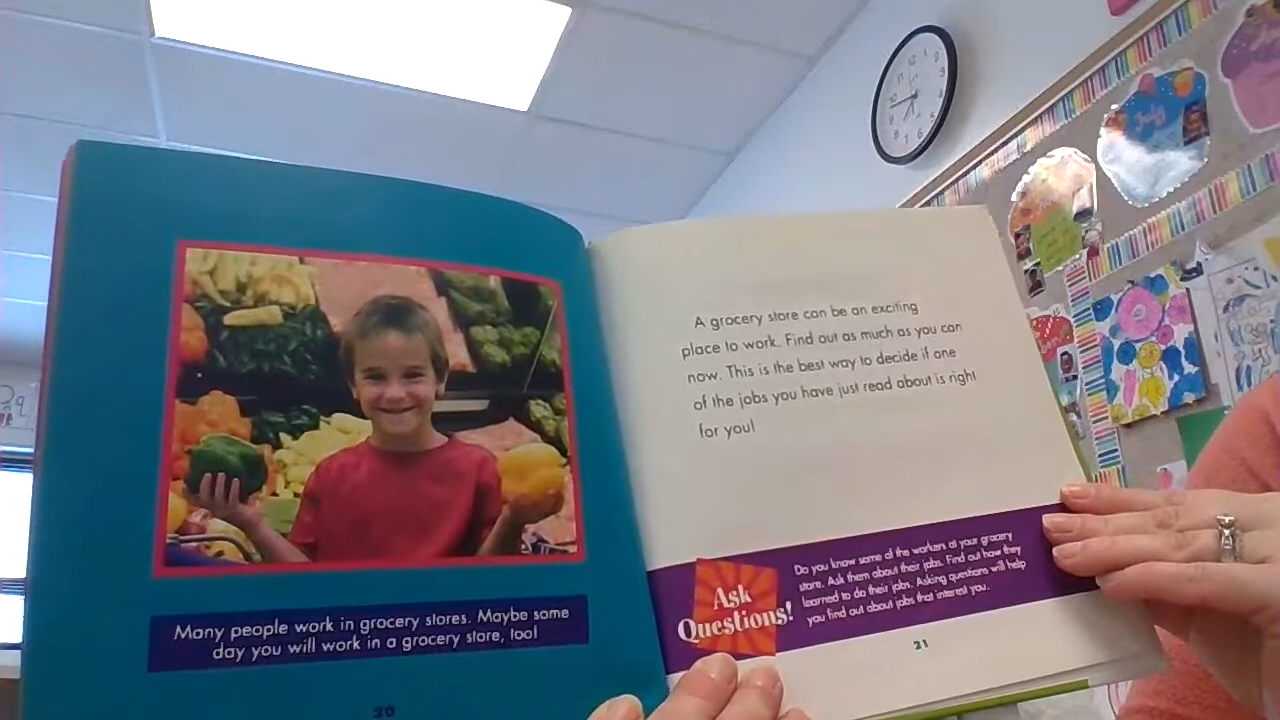 Many people work in grocery stores. Maybe some
day you will work in a grocery store, too!
20
A grocery store can be an exciting
place to work. Find out as much as you can
now. This is the best way to decide if one
of the jobs you have just read about is right
for you!
Ask
Questions!
Do you know some of the workers at your grocery
store. Ask them about their jobs. Find out how they
learned to do their jobs. Asking questions will help
you find out about jobs that interest you.
21
July